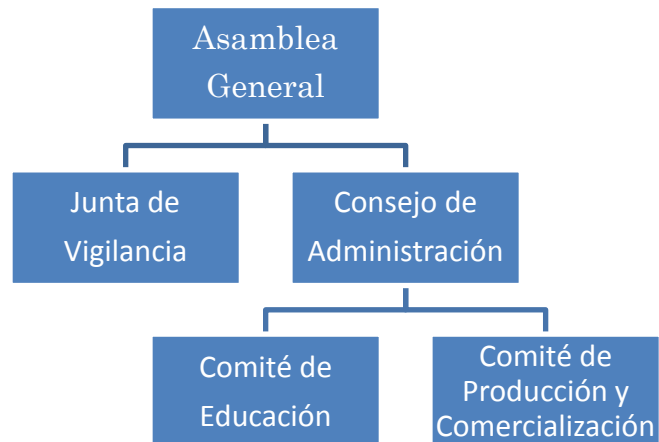 Asamblea
General
Junta de
Vigilancia
Consejo de
Administración
Comité de
Educación
Comité de
Producción y
Comercialización